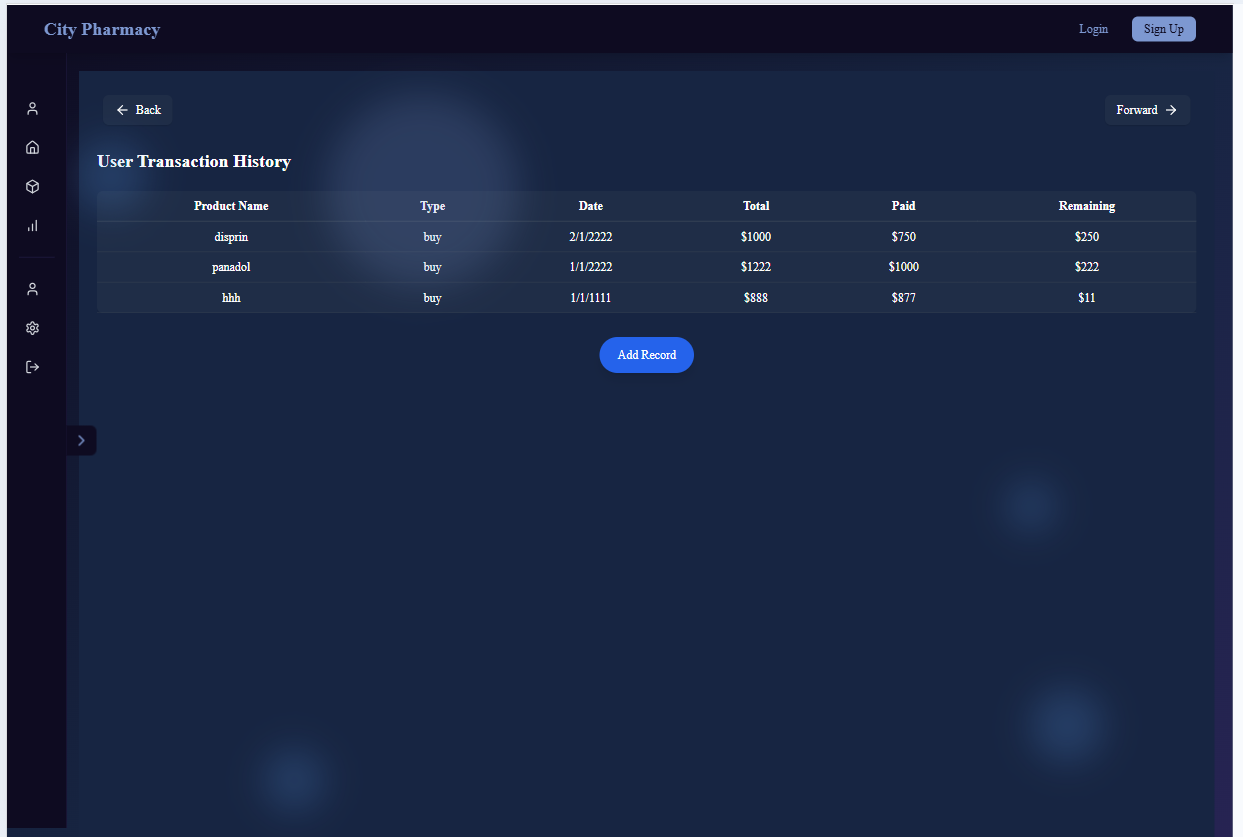 City Pharmacy
Login
Sign Up
Back
Forward
User Transaction History
Product Name Type Date Total Paid Remaining
disprin buy 2/1/2222 $1000 $750 $250
panadol buy 1/1/2222 $1222 $1000 $222
hhh buy 1/1/1111 $888 $877 $11
Add Record